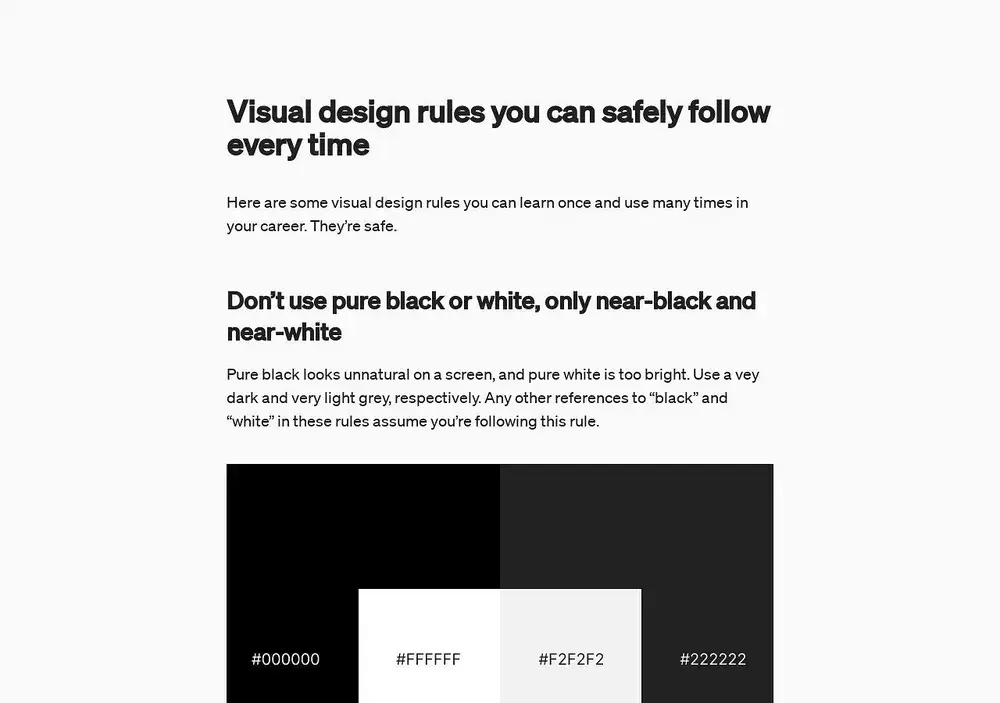 Visual design rules you can safely follow
every time
Here are some visual design rules you can learn once and use many times in
your career. They’re safe.
Don’t use pure black or white, only near-black and
near-white
Pure black looks unnatural on a screen, and pure white is too bright. Use a vey
dark and very light grey, respectively. Any other references to “black” and
“white” in these rules assume you’re following this rule.
#000000 #FFFFFF #F2F2F2 #222222